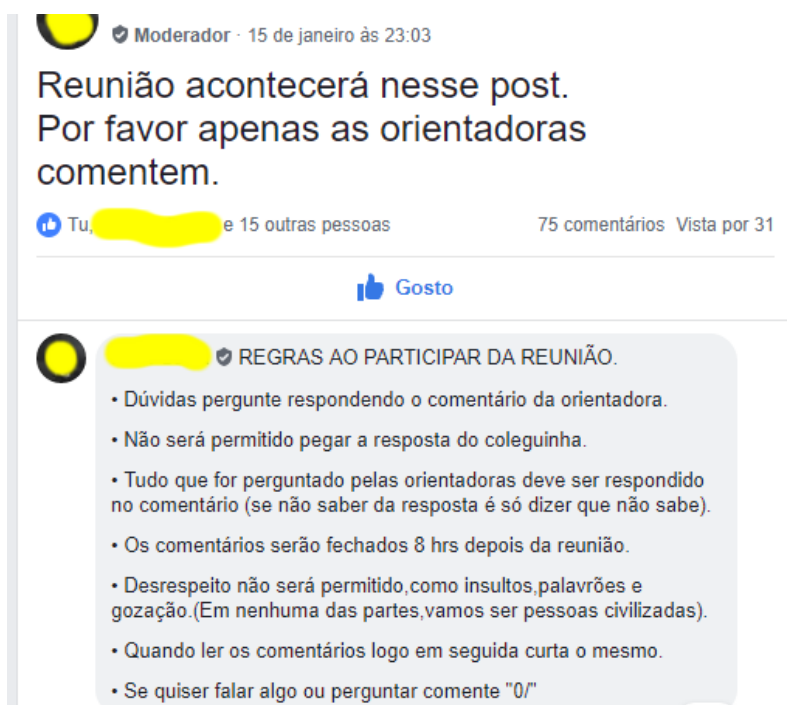 Moderador · 15 de janeiro às 23:03
Reunião acontecerá nesse post.
Por favor apenas as orientadoras
comentem.
Tu, e 15 outras pessoas 75 comentários Vista por 31
Gosto
REGRAS AO PARTICIPAR DA REUNIÃO.
• Dúvidas pergunte respondendo o comentário da orientadora.
• Não será permitido pegar a resposta do coleguinha.
• Tudo que for perguntado pelas orientadoras deve ser respondido
no comentário (se não saber da resposta é só dizer que não sabe).
• Os comentários serão fechados 8 hrs depois da reunião.
• Desrespeito não será permitido,como insultos,palavrões e
gozação.(Em nenhuma das partes,vamos ser pessoas civilizadas).
• Quando ler os comentários logo em seguida curta o mesmo.
• Se quiser falar algo ou perguntar comente "0/"